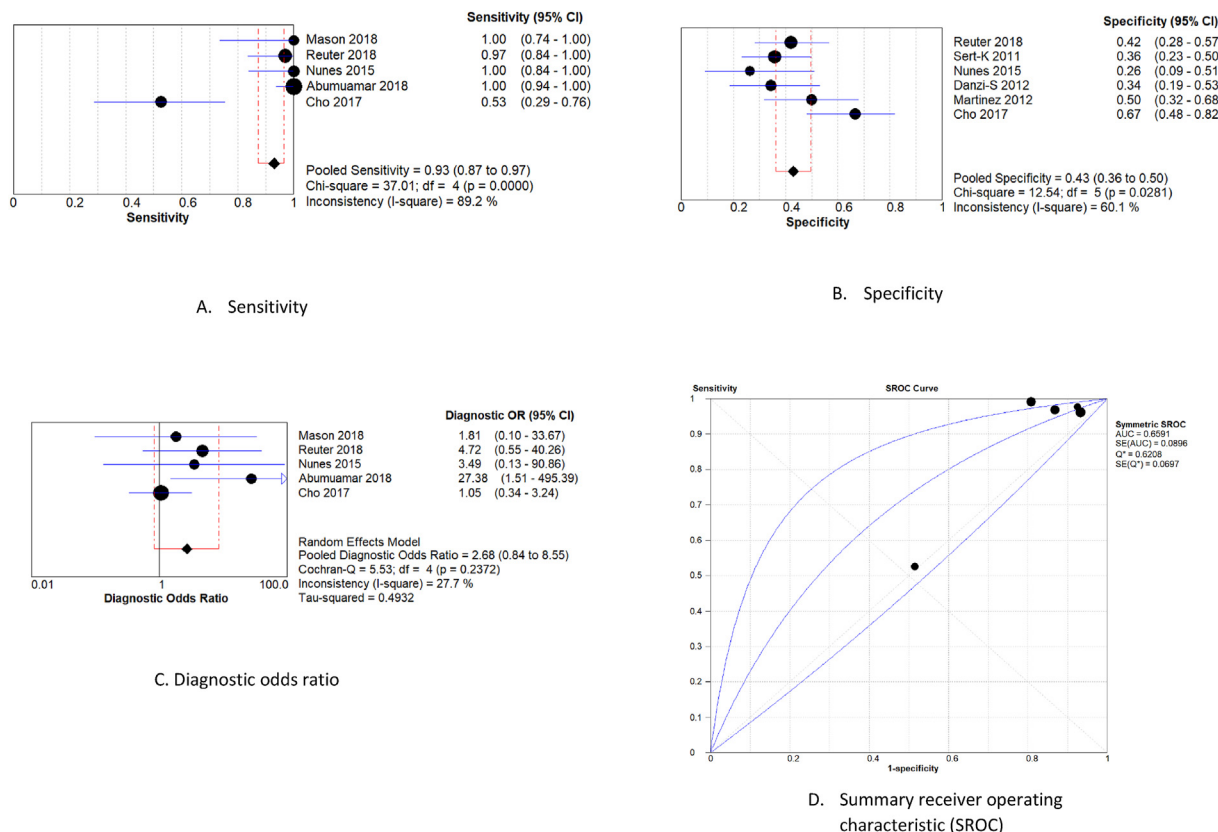 Sensitivity (95% CI)
Mason 2018 1.00 (0.74 - 1.00)
Reuter 2018 0.97 (0.84 - 1.00)
Nunes 2015 1.00 (0.84 - 1.00)
Abumuamar 2018 1.00 (0.94 - 1.00)
Cho 2017 0.53 (0.29 - 0.76)
Pooled Sensitivity = 0.93 (0.87 to 0.97)
Chi-square = 37.01; df = 4 (p = 0.0000)
Inconsistency (I-square) = 89.2 %
0 0.2 0.4 0.6 0.8 1
Sensitivity
A. Sensitivity
Specificity (95% CI)
Reuter 2018 0.42 (0.28 - 0.57
Sert-K 2011 0.36 (0.23 - 0.50
Nunes 2015 0.26 (0.09 - 0.51
Danzi-S 2012 0.34 (0.19 - 0.53
Martinez 2012 0.50 (0.32 - 0.68
Cho 2017 0.67 (0.48 - 0.82
Pooled Specificity = 0.43 (0.36 to 0.50)
Chi-square = 12.54; df = 5 (p = 0.0281)
Inconsistency (I-square) = 60.1 %
0 0.2 0.4 0.6 0.8 1
Specificity
B. Specificity
Diagnostic OR (95% CI)
Mason 2018 1.81 (0.10 - 33.67)
Reuter 2018 4.72 (0.55 - 40.26)
Nunes 2015 3.49 (0.13 - 90.86)
Abumuamar 2018 27.38 (1.51 - 495.39)
Cho 2017 1.05 (0.34 - 3.24)
Random Effects Model
Pooled Diagnostic Odds Ratio = 2.68 (0.84 to 8.55)
Cochran-Q = 5.53; df = 4 (p = 0.2372)
Inconsistency (I-square) = 27.7 %
Tau-squared = 0.4932
0.01 1 100.0
Diagnostic Odds Ratio
C. Diagnostic odds ratio
Sensitivity SROC Curve
1
0.9
0.8
0.7
0.6
0.5
0.4
0.3
0.2
0.1
0
Symmetric SROC
AUC = 0.6591
SE(AUC) = 0.0896
Q* = 0.6208
SE(Q*) = 0.0697
0 0.2 0.4 0.6 0.8 1
1-specificity
D. Summary receiver operating
characteristic (SROC)